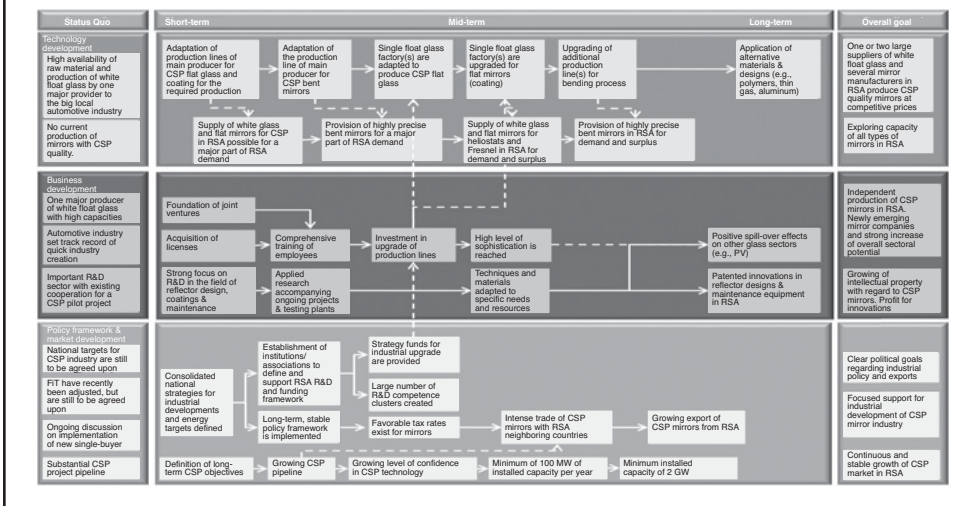 Status Quo
Short-term
Mid-term
Long-term
Overall goal
Technology
development
High availability of
raw material and
production of white
float glass by one
major provider to
the big local
automotive industry
No current
production of
mirrors with CSP
quality.
Adaptation of
production lines of
main producer for
CSP flat glass and
coating for the
required production
Adaptation of
the production
line of main
producer for
CSP bent
mirrors
Single float glass
factory(s) are
adapted to
produce CSP flat
glass
Single float glass
factory(s) are
upgraded for
flat mirrors
(coating)
Upgrading of
additional
production
line(s) for
bending process
Application of
alternative
materials &
designs (e.g.,
polymers, thin
gas, aluminum)
Supply of white glass
and flat mirrors for CSP
in RSA possible for a
major part of RSA
demand
Provision of highly precise
bent mirrors for a major
part of RSA demand
Supply of white glass
and flat mirrors for
heliostats and
Fresnel in RSA for
demand and surplus
Provision of highly precise
bent mirrors in RSA for
demand and surplus
One or two large
suppliers of white
float glass and
several mirror
manufacturers in
RSA produce CSP
quality mirrors at
competitive prices
Exploring capacity
of all types of
mirrors in RSA
Business
development
One major producer
of white float glass
with high capacities
Automotive industry
set track record of
quick industry
creation
Important R&D
sector with existing
cooperation for a
CSP pilot project
Foundation of joint
ventures
Acquisition of
licenses
Comprehensive
training of
employees
Investment in
upgrade of
production lines
High level of
sophistication is
reached
Positive spill-over effects
on other glass sectors
(e.g., PV)
Strong focus on
R&D in the field of
reflector design,
coatings &
maintenance
Applied
research
accompanying
ongoing projects
& testing plants
Techniques and
materials
adapted to
specific needs
and resources
Patented innovations in
reflector designs &
maintenance equipment
in RSA
Independent
production of CSP
mirrors in RSA.
Newly emerging
mirror companies
and strong increase
of overall sectoral
potential
Growing of
intellectual property
with regard to CSP
mirrors. Profit for
innovations
Policy framework &
market development
National targets for
CSP industry are still
to be agreed upon
FiT have recently
been adjusted, but
are still to be agreed
upon
Ongoing discussion
on implementation
of new single-buyer
Substantial CSP
project pipeline
Consolidated
national
strategies for
industrial
developments
and energy
targets defined
Establishment of
institutions/
associations to
define and
support RSA R&D
and funding
framework
Long-term, stable
policy framework
is implemented
Strategy funds for
industrial upgrade
are provided
Large number of
R&D competence
clusters created
Favorable tax rates
exist for mirrors
Intense trade of CSP
mirrors with RSA
neighboring countries
Growing export of
CSP mirrors from RSA
Definition of long-
term CSP objectives
Growing CSP
pipeline
Growing level of confidence
in CSP technology
Minimum of 100 MW of
installed capacity per year
Minimum installed
capacity of 2 GW
Clear political goals
regarding industrial
policy and exports
Focused support for
industrial
development of CSP
mirror industry
Continuous and
stable growth of CSP
market in RSA